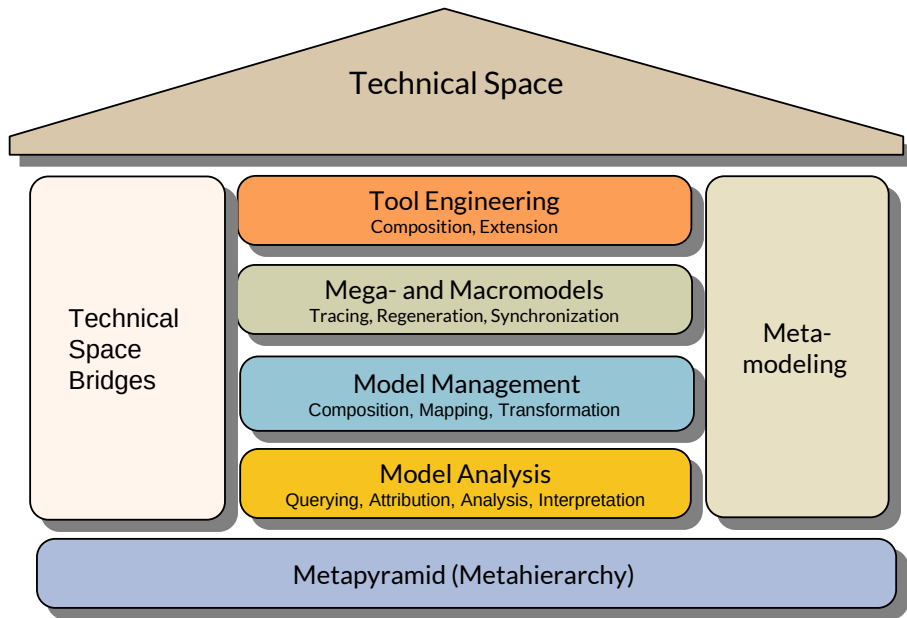 Technical Space
Technical
Space
Bridges
Tool Engineering
Composition, Extension
Mega- and Macromodels
Tracing, Regeneration, Synchronization
Model Management
Composition, Mapping, Transformation
Model Analysis
Querying, Attribution, Analysis, Interpretation
Meta-
modeling
Metapyramid (Metahierarchy)